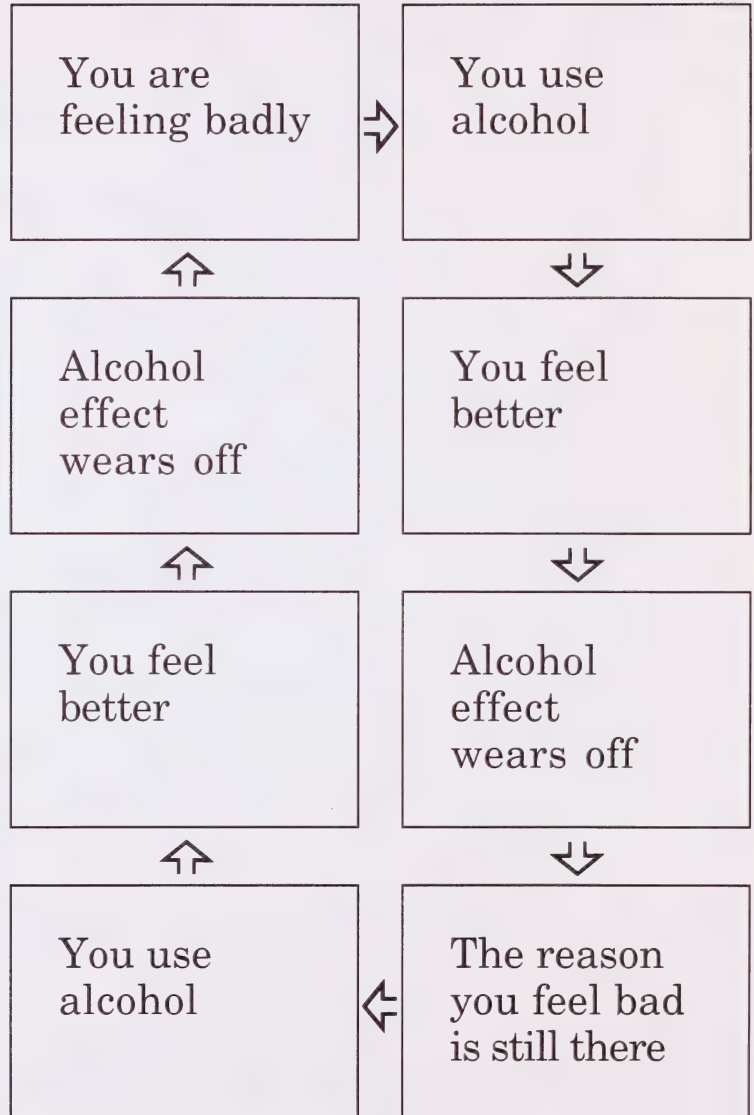 You are
feeling badly
You use
alcohol
You feel
better
Alcohol
effect
wears off
The reason
you feel bad
is still there
You use
alcohol
You feel
better
Alcohol
effect
wears off